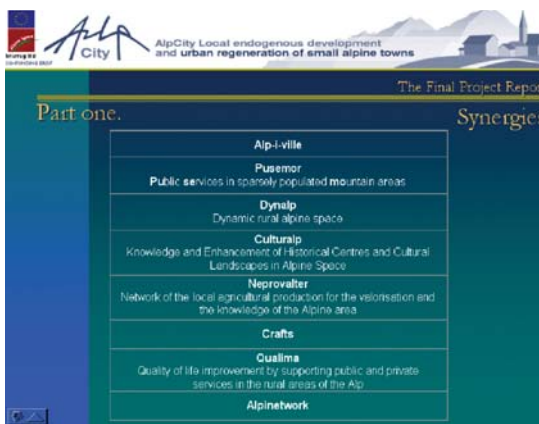 Alp
City
AlpCity Local endogenous development
and urban regeneration of small alpine towns
The Final Project Repor
Part one.
Synergies
Alp-i-ville
Pusemor
Public services in sparsely populated mountain areas
Dynalp
Dynamic rural alpine space
Culturalp
Knowledge and Enhancement of Historical Centres and Cultural
Landscapes in Alpine Space
Neprovalter
Network of the local agricultural production for the valorisation and
the knowledge of the Alpine area
Crafts
Qualima
Quality of life improvement by supporting public and private
services in the rural areas of the Alp
Alpinetwork